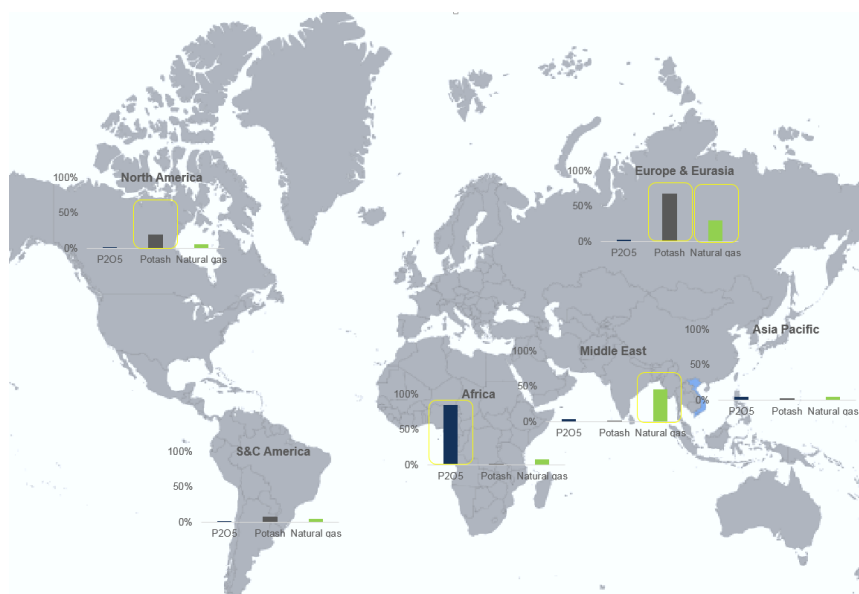 North America
100%
50%
0%
P2O5
Potash
Natural gas
Europe & Eurasia
100%
50%
0%
P2O5
Potash
Natural gas
Asia Pacific
100%
50%
0%
P2O5
Potash
Natural gas
Middle East
100%
50%
0%
P2O5
Potash
Natural gas
Africa
100%
50%
0%
P2O5
Potash
Natural gas
S&C America
100%
50%
0%
P2O5
Potash
Natural gas